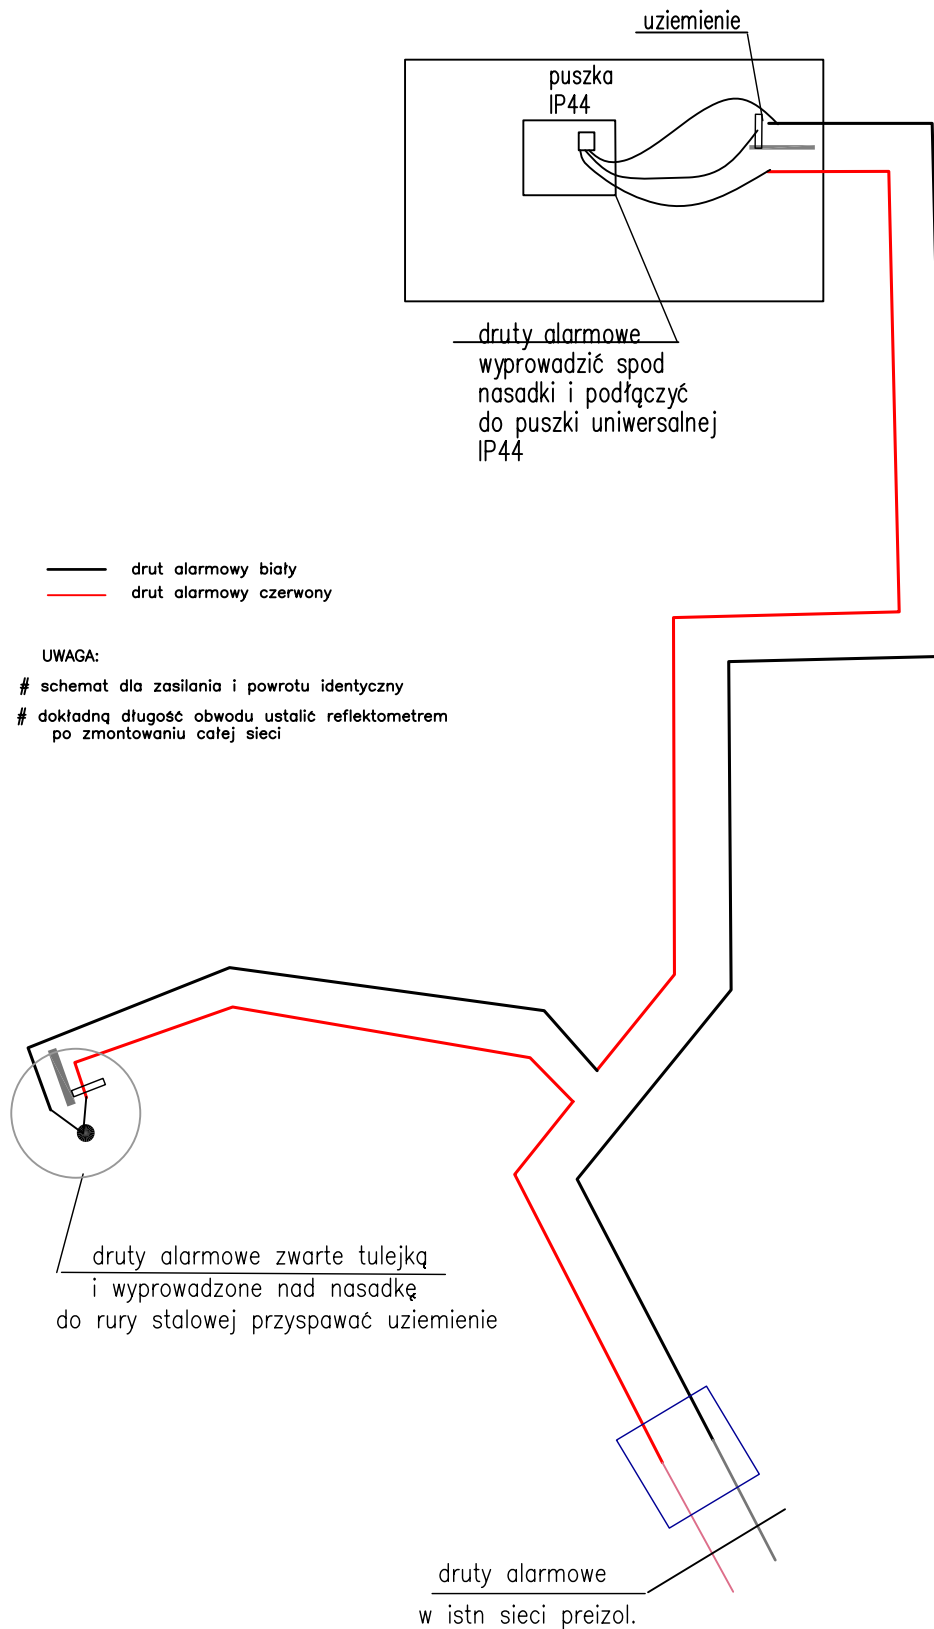 uziemienie
puszka
IP44
druty alarmowe
wyprowadzić spod
nasadki i podłączyć
do puszki uniwersalnej
IP44
drut alarmowy biały
drut alarmowy czerwony
UWAGA:
# schemat dla zasilania i powrotu identyczny
# dokładną długość obwodu ustalić reflektometrem
po zmontowaniu całej sieci
druty alarmowe zwarte tulejką
i wyprowadzone nad nasadkę
do rury stalowej przyspawać uziemienie
druty alarmowe
w istn sieci preizol.